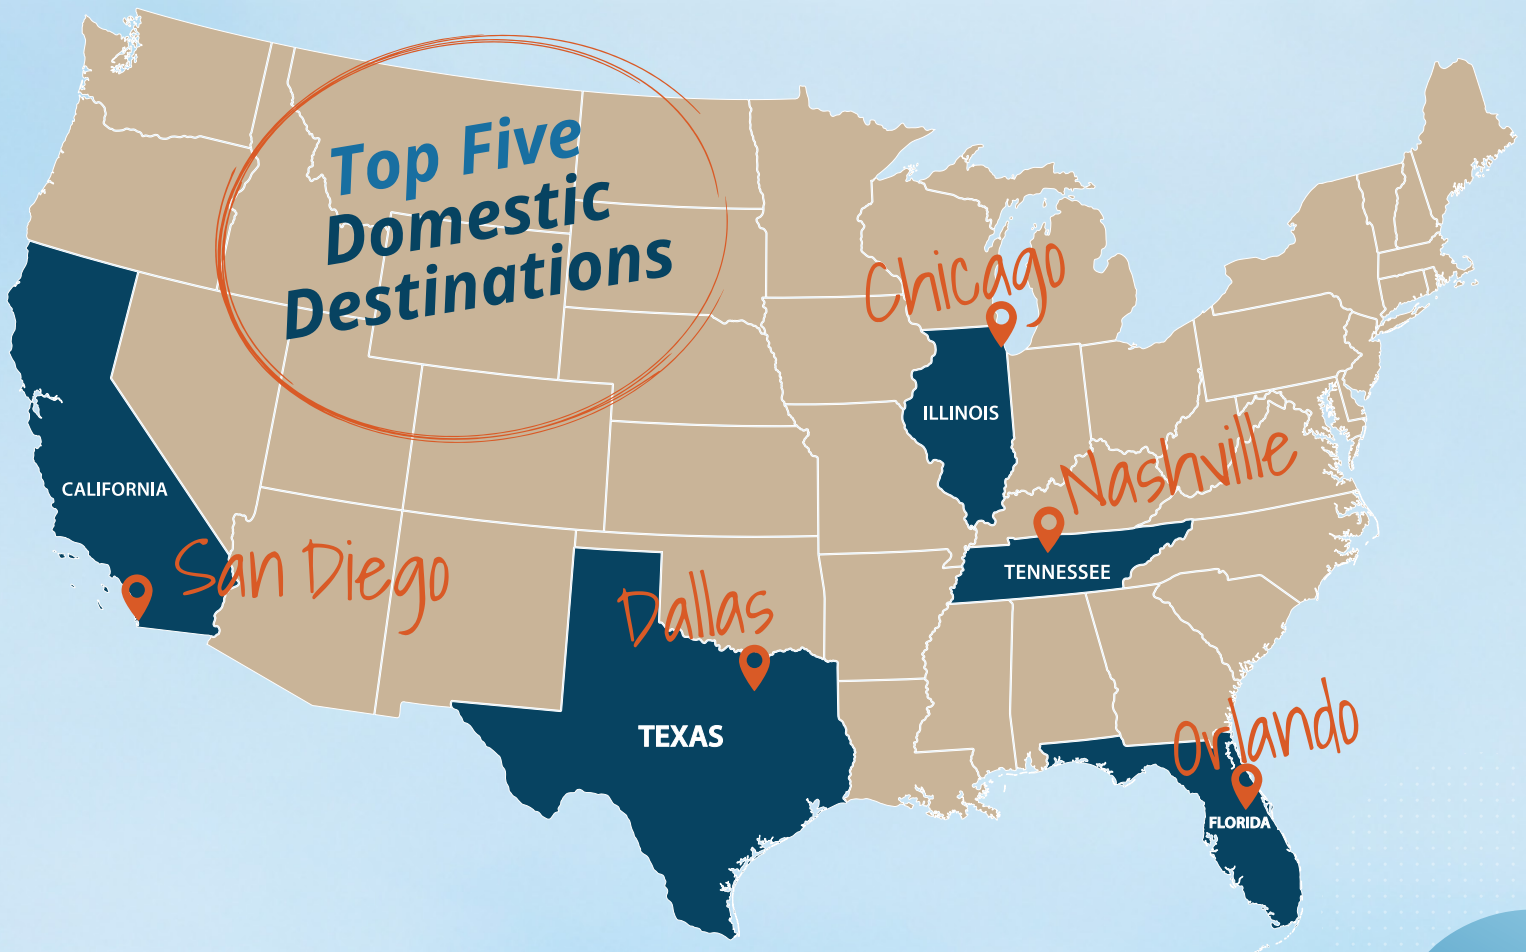 Top Five
Domestic
Destinations
Chicago
ILLINOIS
Nashville
CALIFORNIA
San Diego
TENNESSEE
Dallas
TEXAS
Orlando
FLORIDA